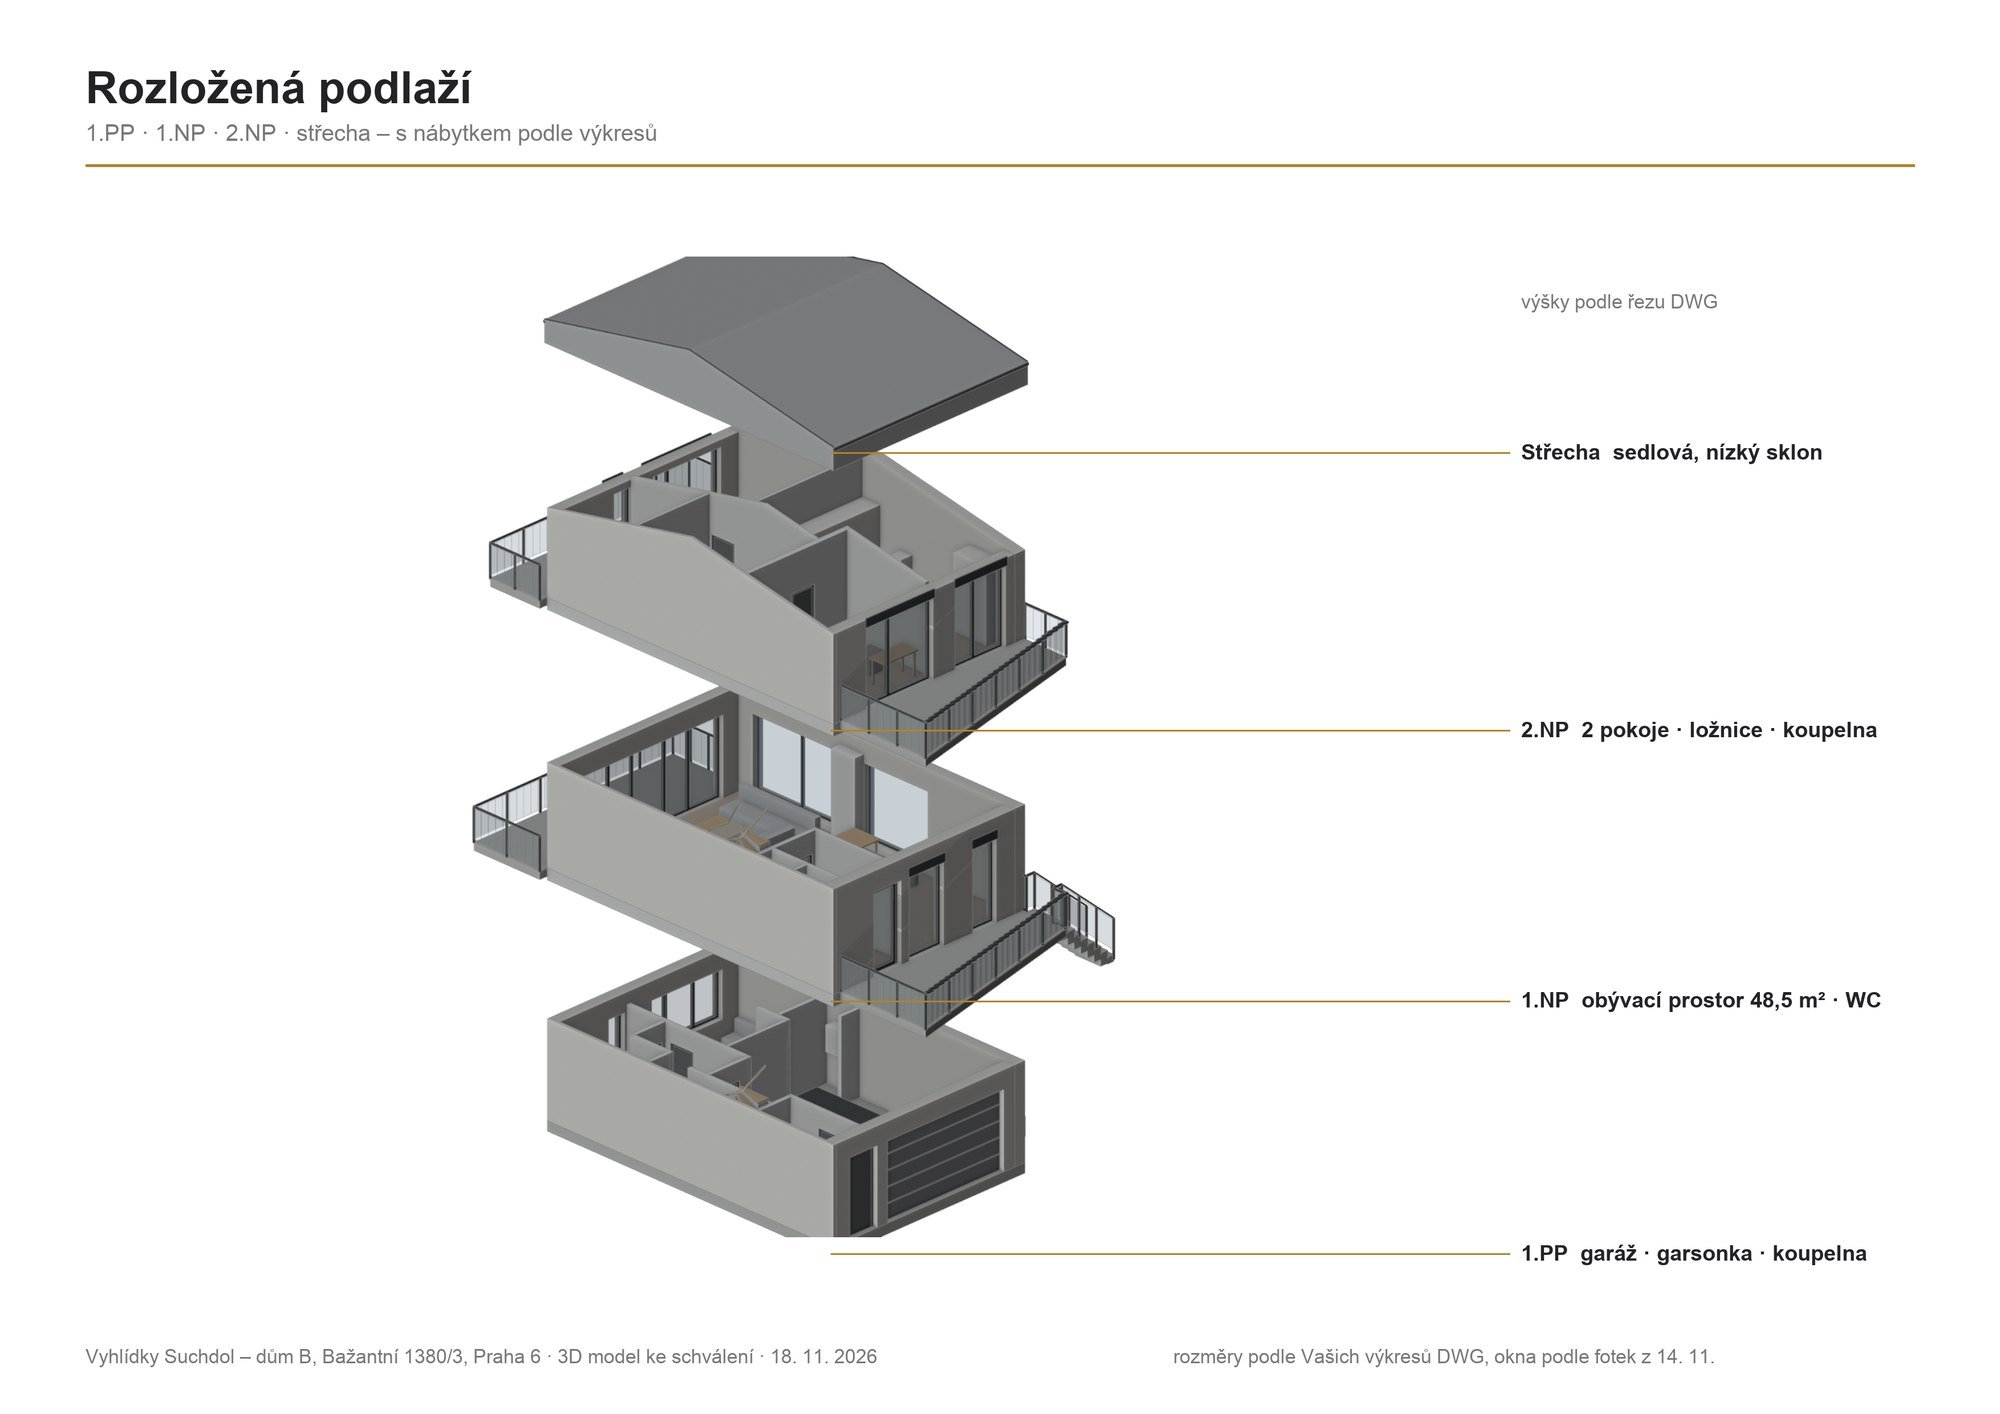 Rozložená podlaží
1.PP · 1.NP · 2.NP · střecha – s nábytkem podle výkresů
výšky podle řezu DWG
Střecha  sedlová, nízký sklon
2.NP  2 pokoje · ložnice · koupelna
1.NP  obývací prostor 48,5 m² · WC
1.PP  garáž · garsonka · koupelna
Vyhlídky Suchdol – dům B, Bažantní 1380/3, Praha 6 · 3D model ke schválení · 18. 11. 2026
rozměry podle Vašich výkresů DWG, okna podle fotek z 14. 11.